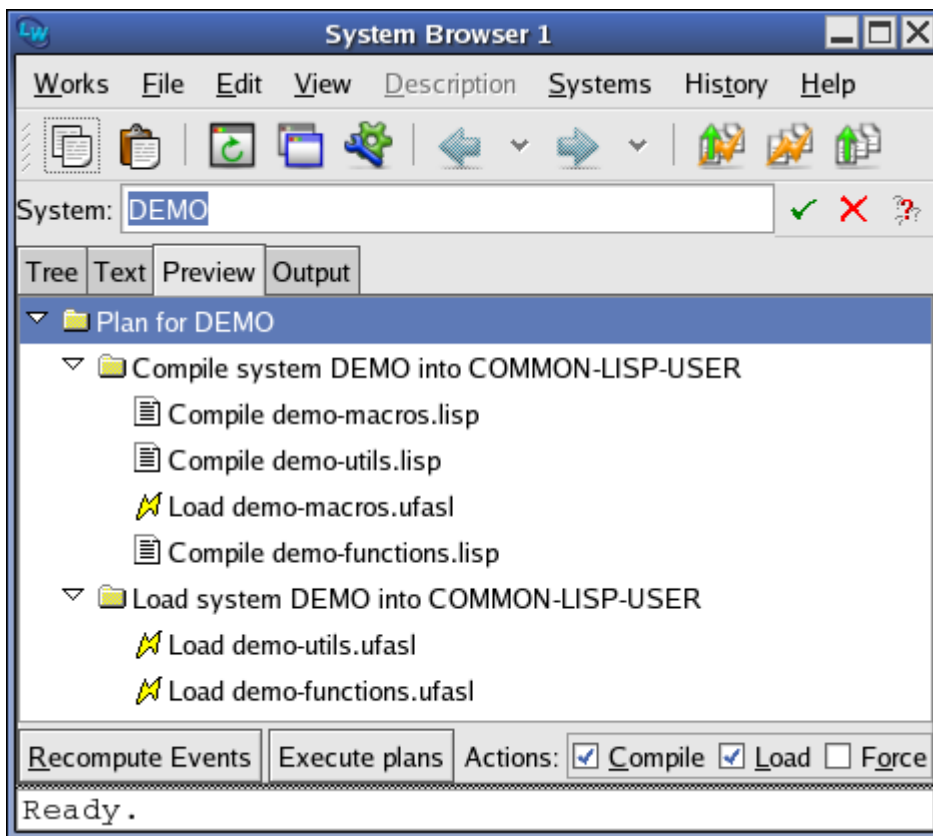 LW System Browser 1
Works File Edit View Description Systems History Help
System: DEMO
Tree Text Preview Output
Plan for DEMO
Compile system DEMO into COMMON-LISP-USER
Compile demo-macros.lisp
Compile demo-utils.lisp
Load demo-macros.ufasl
Compile demo-functions.lisp
Load system DEMO into COMMON-LISP-USER
Load demo-utils.ufasl
Load demo-functions.ufasl
Recompute Events Execute plans Actions: Compile Load Force
Ready.